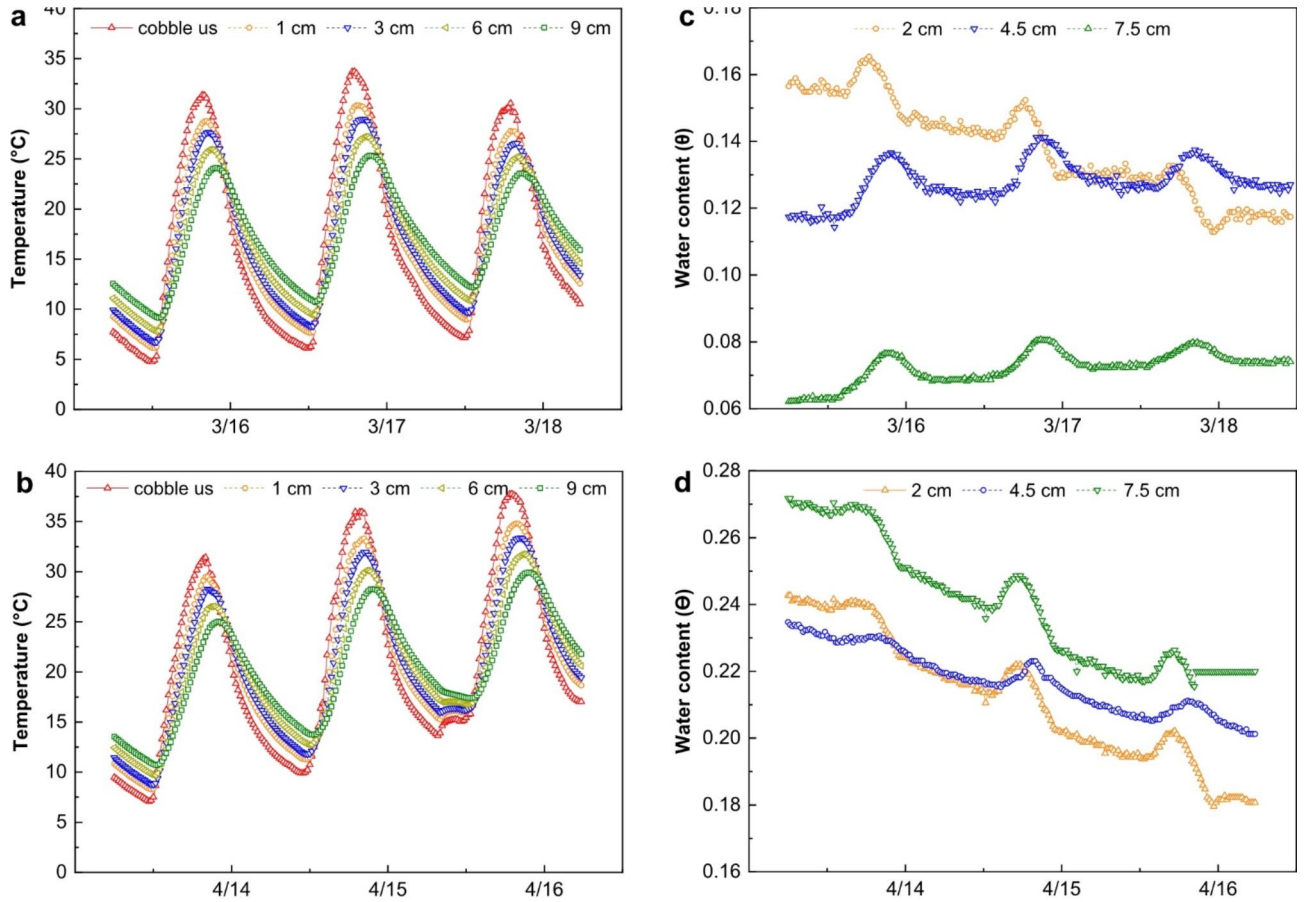 a
cobble us 1 cm 3 cm 6 cm 9 cm
40
35
30
25
20
15
10
5
0
Temperature (°C)
3/16 3/17 3/18
c
2 cm 4.5 cm 7.5 cm
0.18
0.16
0.14
0.12
0.10
0.08
0.06
Water content (θ)
3/16 3/17 3/18
b
cobble us 1 cm 3 cm 6 cm 9 cm
40
35
30
25
20
15
10
5
0
Temperature (°C)
4/14 4/15 4/16
d
2 cm 4.5 cm 7.5 cm
0.28
0.26
0.24
0.22
0.20
0.18
0.16
Water content (Θ)
4/14 4/15 4/16